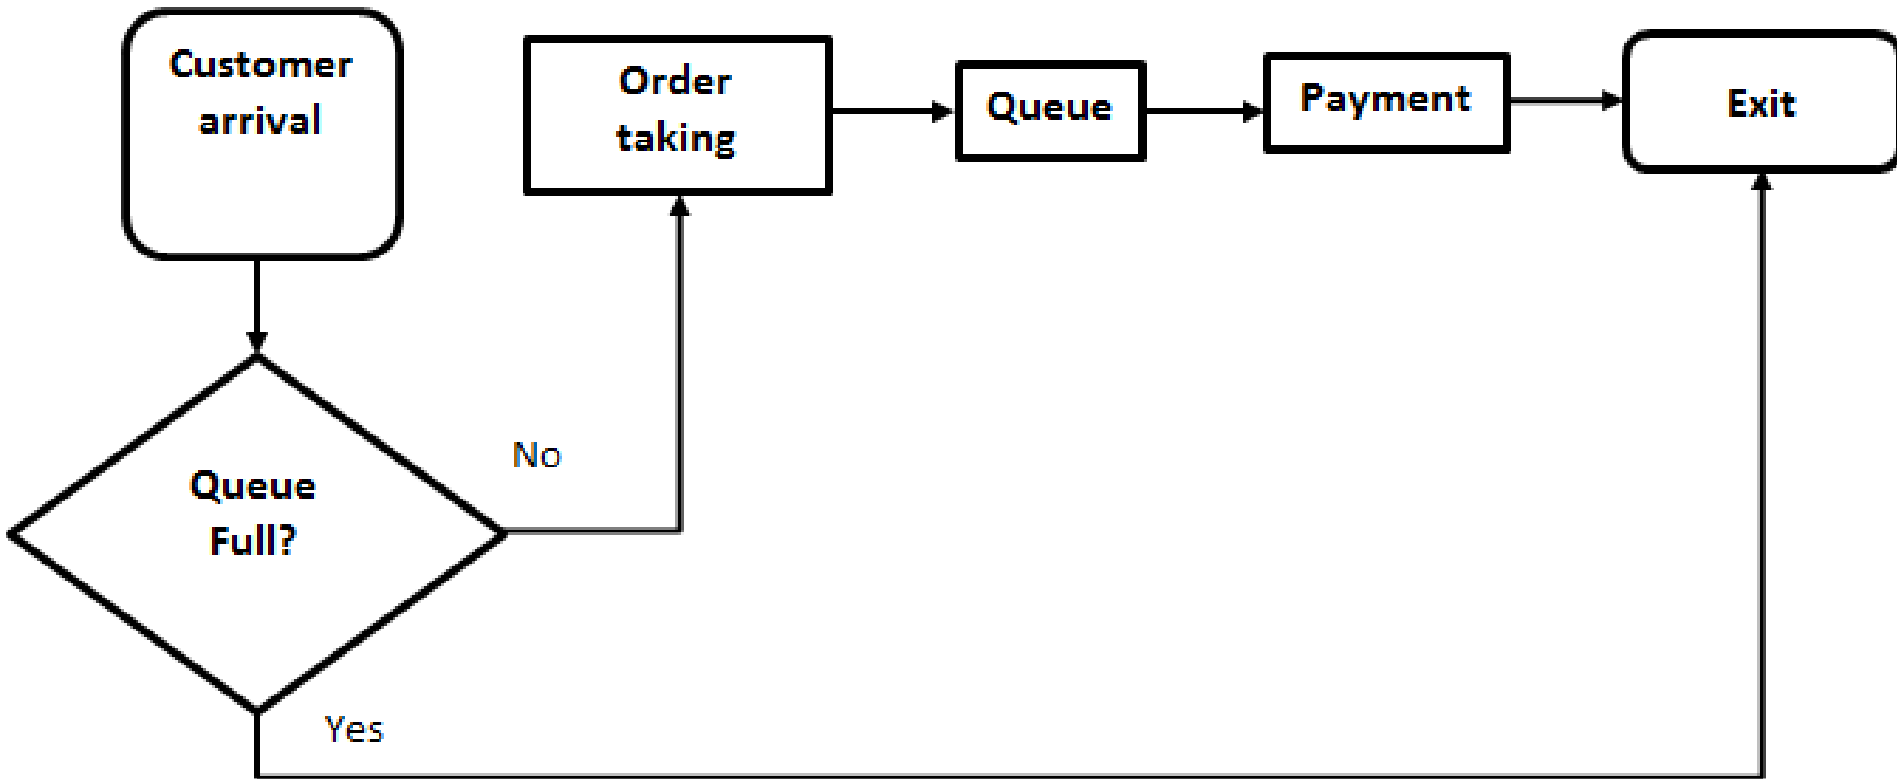 Customer
arrival
Queue
Full?
No
Yes
Order
taking
Queue
Payment
Exit